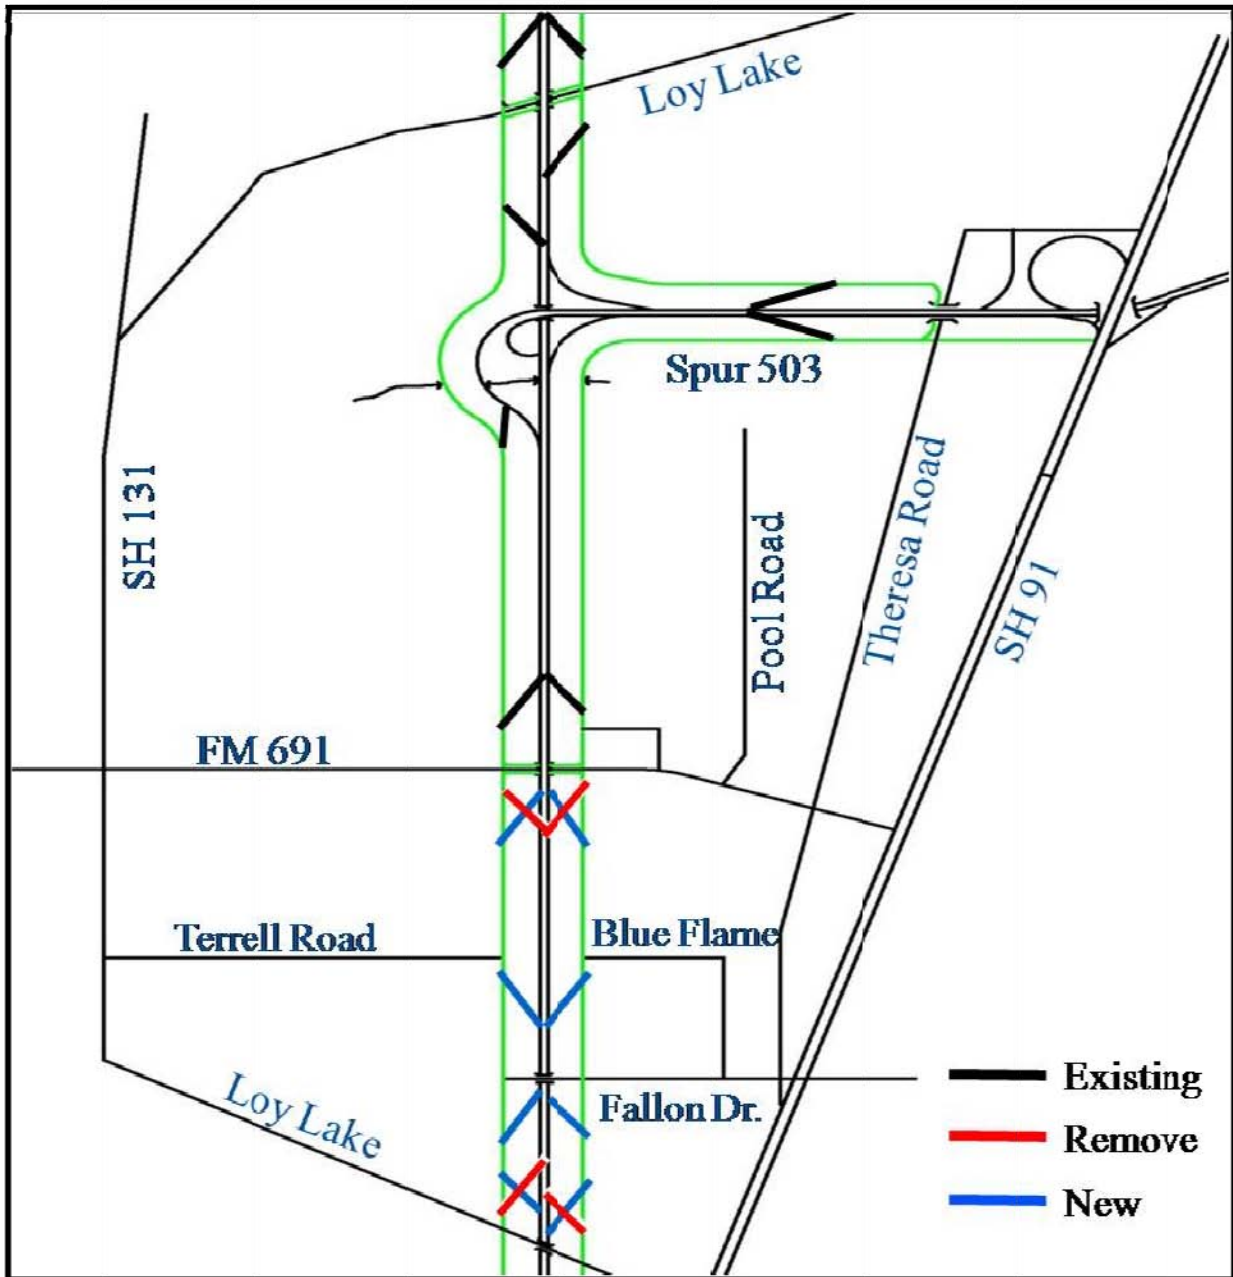 Loy Lake
Spur 503
SH 131
Pool Road
Theresa Road
SH 91
FM 691
Terrell Road
Blue Flame
Loy Lake
Fallon Dr.
Existing
Remove
New